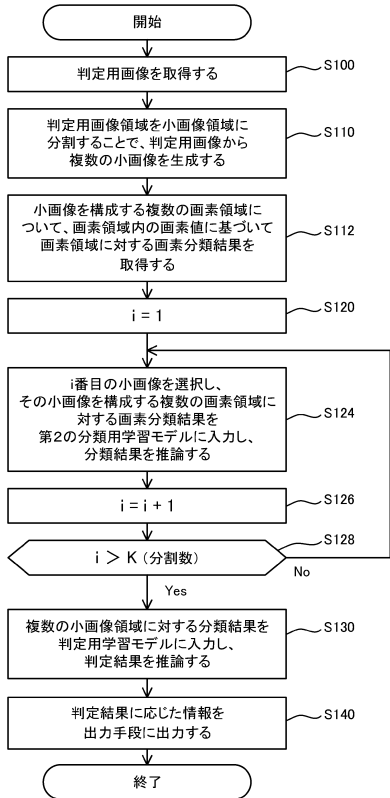 開始
判定用画像を取得する
S100
判定用画像領域を小画像領域に
分割することで、判定用画像から
複数の小画像を生成する
S110
小画像を構成する複数の画素領域に
ついて、画素領域内の画素値に基づいて
画素領域に対する画素分類結果を
取得する
S112
i = 1
S120
i番目の小画像を選択し、
その小画像を構成する複数の画素領域に
対する画素分類結果を
第2の分類用学習モデルに入力し、
分類結果を推論する
S124
i = i + 1
S126
i > K (分割数)
S128
No
Yes
複数の小画像領域に対する分類結果を
判定用学習モデルに入力し、
判定結果を推論する
S130
判定結果に応じた情報を
出力手段に出力する
S140
終了